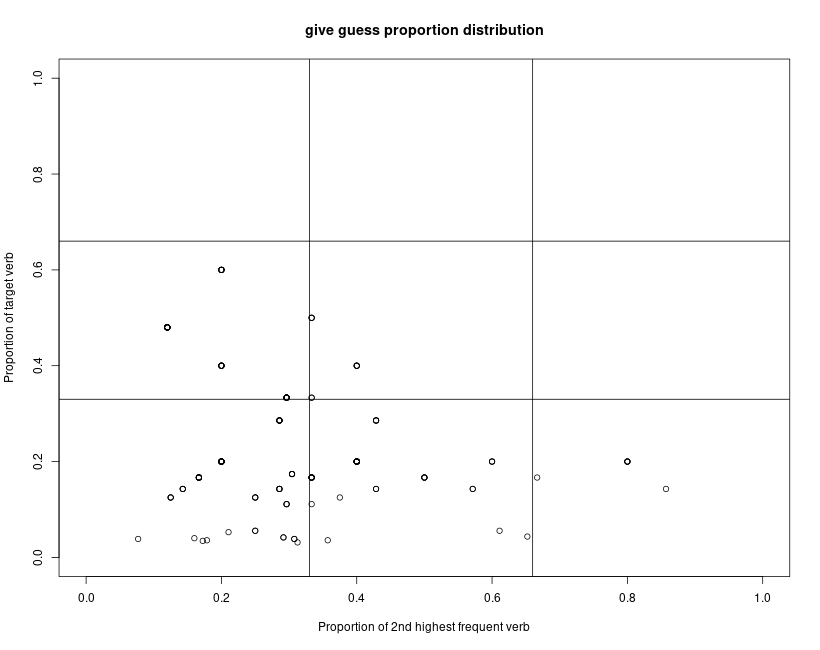 give guess proportion distribution
Proportion of target verb
1.0
0.8
0.6
0.4
0.2
0.0
0.0 0.2 0.4 0.6 0.8 1.0
Proportion of 2nd highest frequent verb